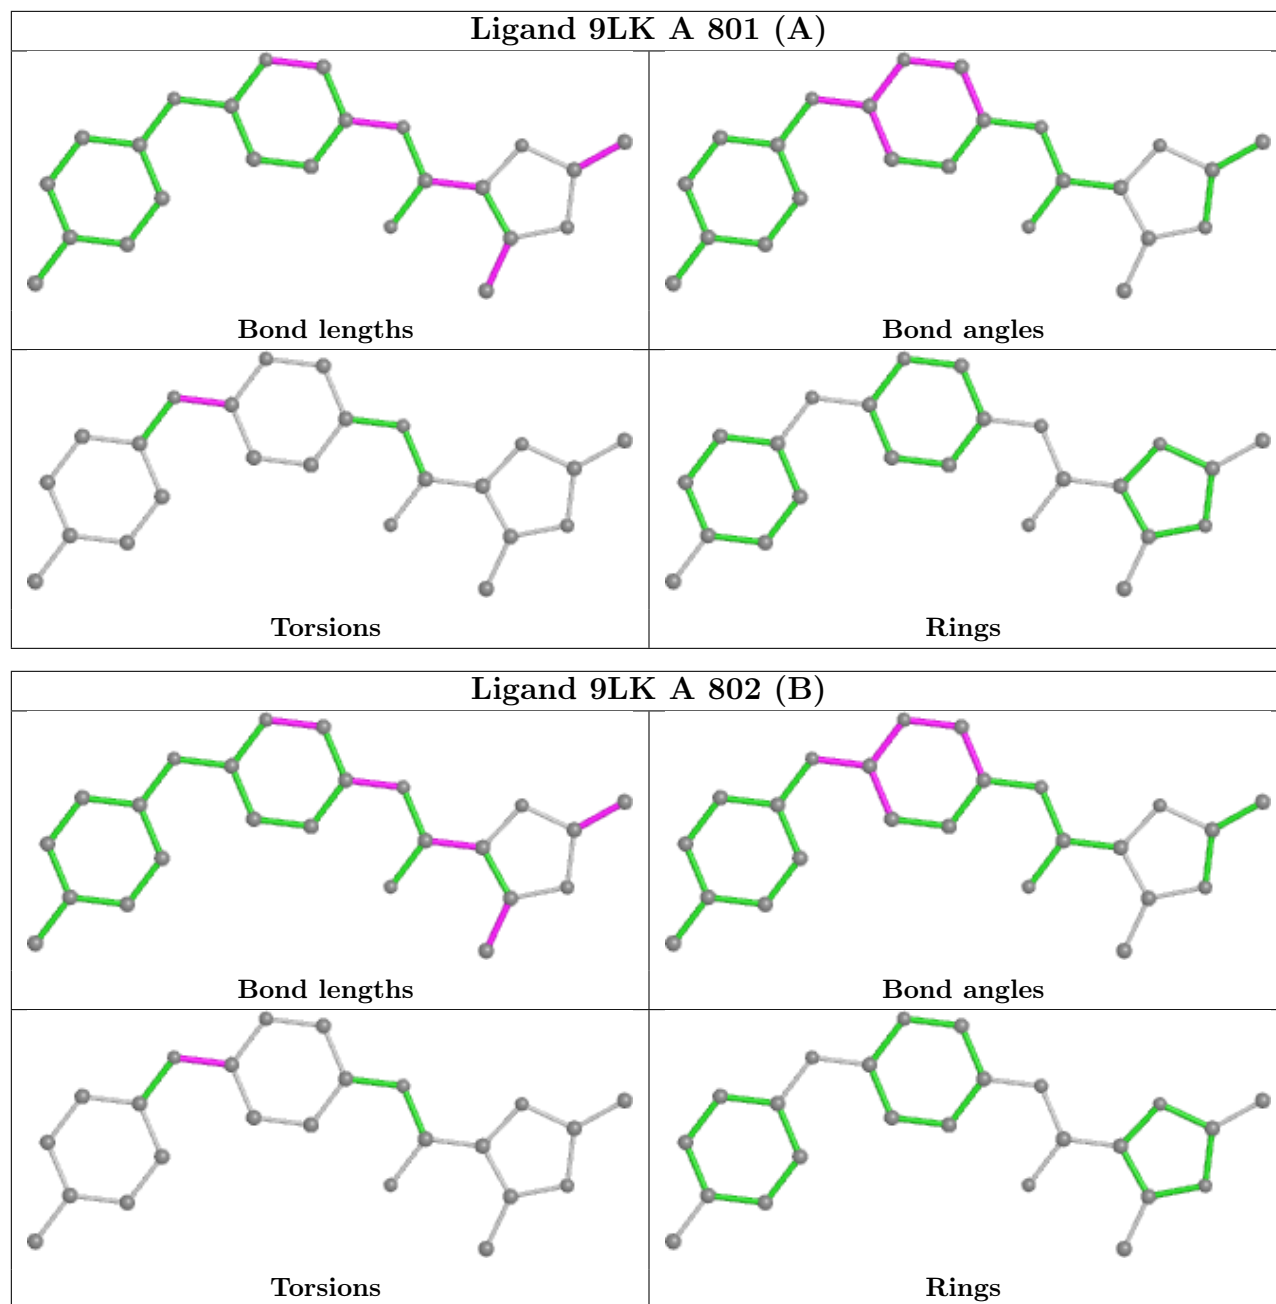 Ligand 9LK A 801 (A)
Bond lengths
Bond angles
Torsions
Rings
Ligand 9LK A 802 (B)
Bond lengths
Bond angles
Torsions
Rings